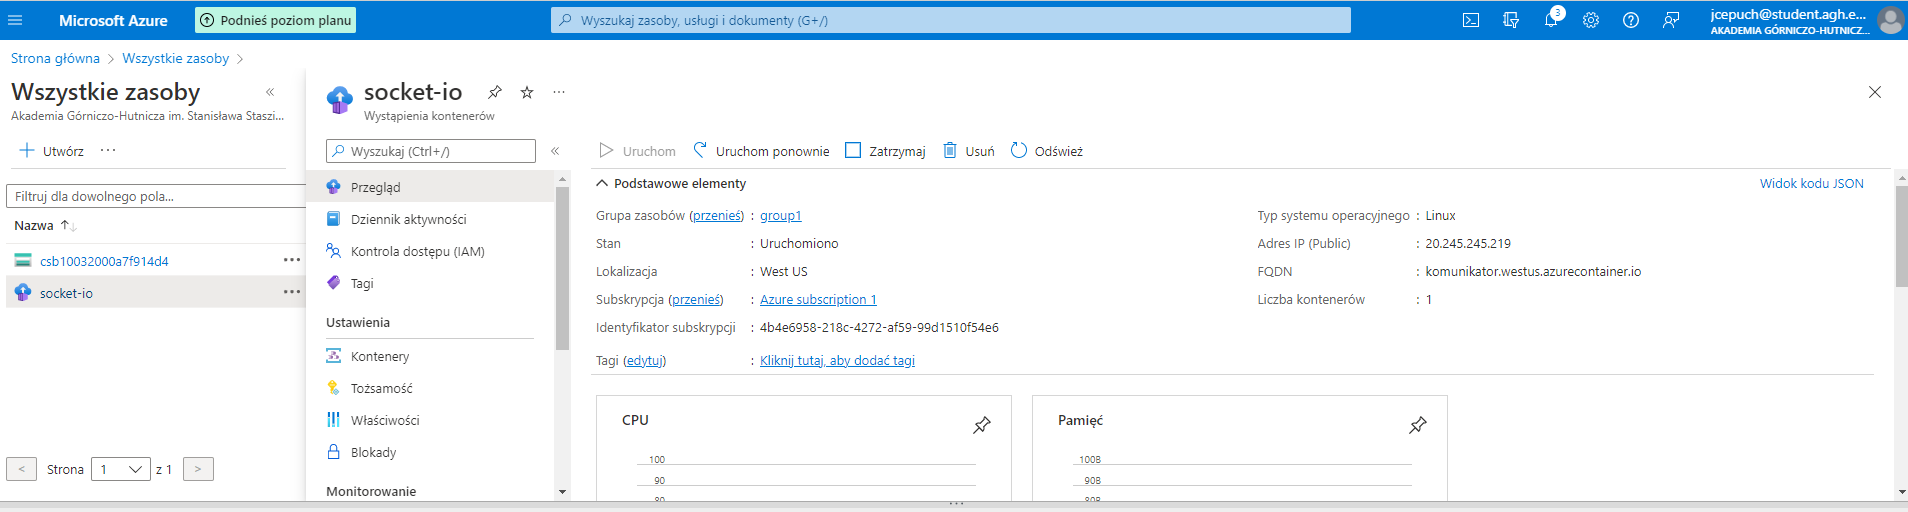 Microsoft Azure
Podnieś poziom planu
Wyszukaj zasoby, usługi i dokumenty (G+/)
3
jcepuch@student.agh.e...
AKADEMIA GÓRNICZO-HUTNICZ...
Strona główna > Wszystkie zasoby >
Wszystkie zasoby «
Akademia Górniczo-Hutnicza im. Stanisława Staszi...
+ Utwórz ...
Filtruj dla dowolnego pola...
Nazwa ↑↓
csb10032000a7f914d4 ...
socket-io ...
< Strona 1 z 1 >
socket-io ...
Wystąpienia kontenerów
Wyszukaj (Ctrl+/) «
Przegląd
Dziennik aktywności
Kontrola dostępu (IAM)
Tagi
Ustawienia
Kontenery
Tożsamość
Właściwości
Blokady
Monitorowanie
Uruchom Uruchom ponownie Zatrzymaj Usuń Odśwież
Podstawowe elementy
Widok kodu JSON
Grupa zasobów (przenieś) : group1
Stan : Uruchomiono
Lokalizacja : West US
Subskrypcja (przenieś) : Azure subscription 1
Identyfikator subskrypcji : 4b4e6958-218c-4272-af59-99d1510f54e6
Tagi (edytuj) : Kliknij tutaj, aby dodać tagi
Typ systemu operacyjnego : Linux
Adres IP (Public) : 20.245.245.219
FQDN : komunikator.westus.azurecontainer.io
Liczba kontenerów : 1
CPU
100
90
80
Pamięć
100B
90B
80B